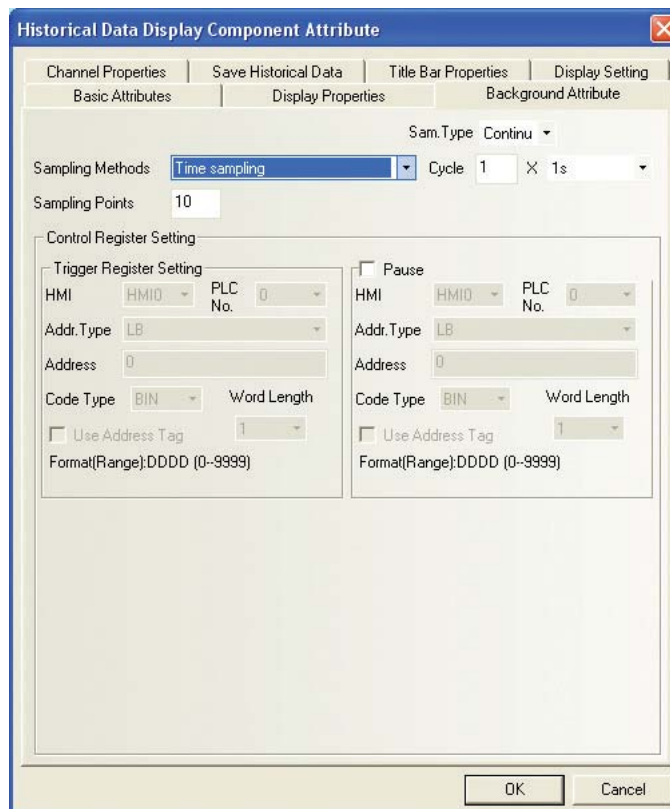 Historical Data Display Component Attribute
Channel Properties Save Historical Data Title Bar Properties Display Setting
Basic Attributes Display Properties Background Attribute
Sam.Type Continu
Sampling Methods Time sampling Cycle 1 X 1s
Sampling Points 10
Control Register Setting
Trigger Register Setting Pause
HMI HMI0 PLC No. 0 HMI HMI0 PLC No. 0
Addr.Type LB Addr.Type LB
Address 0 Address 0
Code Type BIN Word Length Code Type BIN Word Length
Use Address Tag 1 Use Address Tag 1
Format(Range):DDDD (0--9999) Format(Range):DDDD (0--9999)
OK Cancel